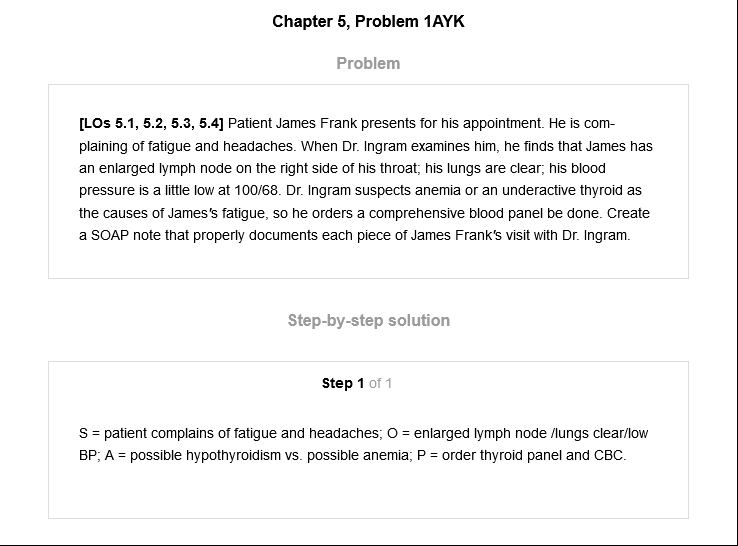 Chapter 5, Problem 1AYK
Problem
[LOs 5.1, 5.2, 5.3, 5.4] Patient James Frank presents for his appointment. He is com-
plaining of fatigue and headaches. When Dr. Ingram examines him, he finds that James has
an enlarged lymph node on the right side of his throat; his lungs are clear; his blood
pressure is a little low at 100/68. Dr. Ingram suspects anemia or an underactive thyroid as
the causes of James's fatigue, so he orders a comprehensive blood panel be done. Create
a SOAP note that properly documents each piece of James Frank's visit with Dr. Ingram.
Step-by-step solution
Step 1 of 1
S = patient complains of fatigue and headaches; O = enlarged lymph node /lungs clear/low
BP; A = possible hypothyroidism vs. possible anemia; P = order thyroid panel and CBC.